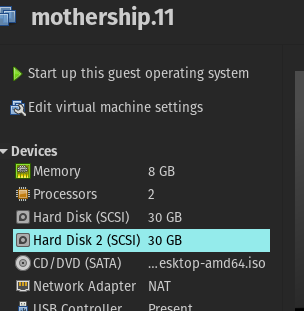 mothership.11
Start up this guest operating system
Edit virtual machine settings
Devices
Memory 8 GB
Processors 2
Hard Disk (SCSI) 30 GB
Hard Disk 2 (SCSI) 30 GB
CD/DVD (SATA) ...esktop-amd64.iso
Network Adapter NAT
USB Controller Present